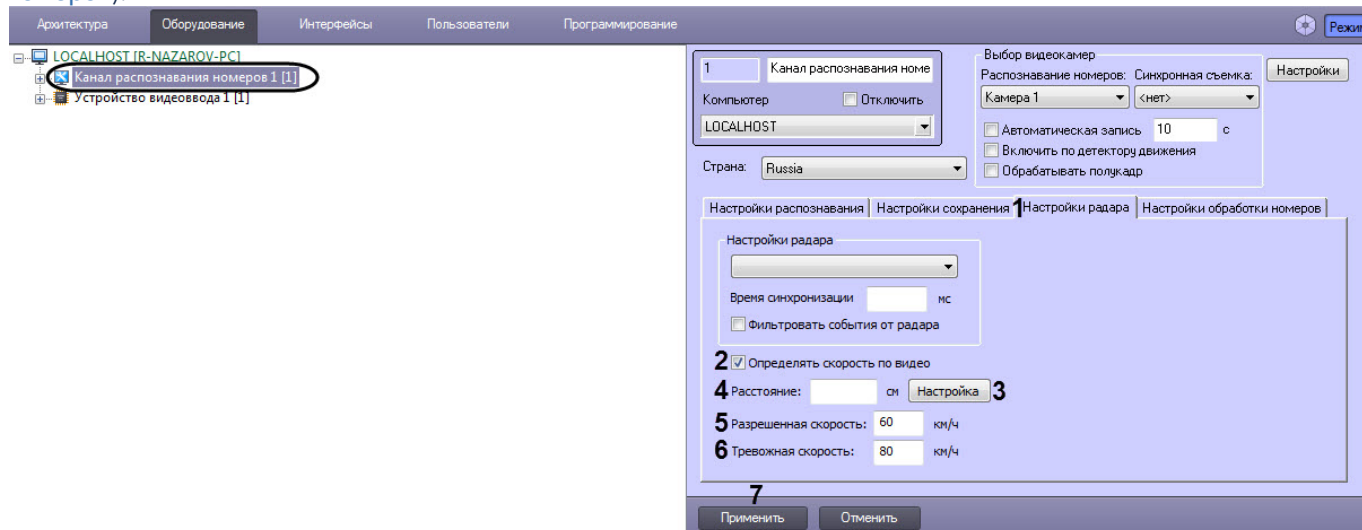 Архитектура Оборудование Интерфейсы Пользователи Программирование
LOCALHOST [R-NAZAROV-PC]
Канал распознавания номеров 1 [1]
Устройство видеоввода 1 [1]
1 Канал распознавания номе
Компьютер Отключить
LOCALHOST
Страна: Russia
Выбор видеокамер
Распознавание номеров: Синхронная съемка:
Камера 1 <нет>
Настройки
Автоматическая запись 10 с
Включить по детектору движения
Обрабатывать полукадр
Настройки распознавания Настройки сохранения 1 Настройки радара Настройки обработки номеров
Настройки радара
Время синхронизации мс
Фильтровать события от радара
2 Определять скорость по видео
4 Расстояние: см Настройка 3
5 Разрешенная скорость: 60 км/ч
6 Тревожная скорость: 80 км/ч
7
Применить Отменить